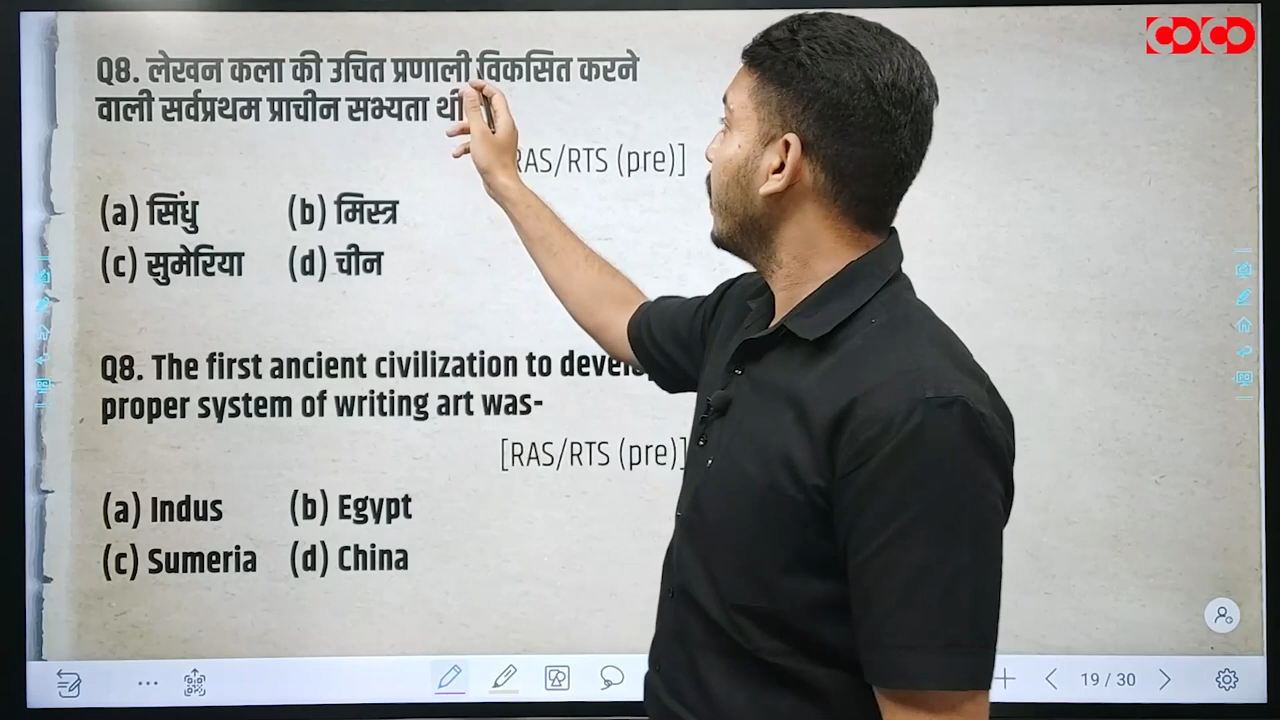 Q8. लेखन कला की उचित प्रणाली विकसित करने
वाली सर्वप्रथम प्राचीन सभ्यता थी
RAS/RTS (pre)]
(a) सिंधु (b) मिस्त्र
(c) सुमेरिया (d) चीन
Q8. The first ancient civilization to
proper system of writing art was-
[RAS/RTS (pre)]
(a) Indus (b) Egypt
(c) Sumeria (d) China
19 / 30